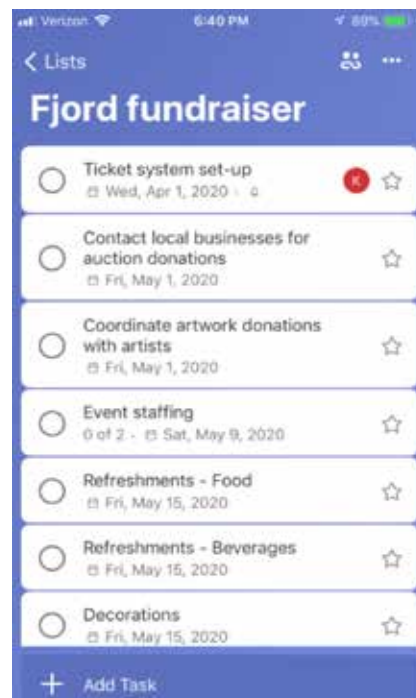 Verizon 6:40 PM 89%
Lists
Fjord fundraiser
Ticket system set-up
Wed, Apr 1, 2020
K
Contact local businesses for
auction donations
Fri, May 1, 2020
Coordinate artwork donations
with artists
Fri, May 1, 2020
Event staffing
0 of 2 · Sat, May 9, 2020
Refreshments - Food
Fri, May 15, 2020
Refreshments - Beverages
Fri, May 15, 2020
Decorations
Fri, May 15, 2020
+ Add Task